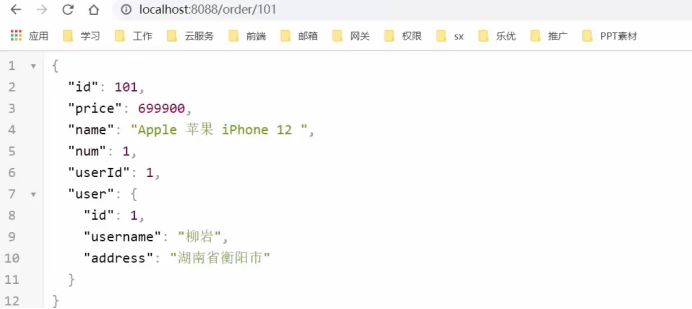 localhost:8088/order/101
应用 学习 工作 云服务 前端 邮箱 网关 权限 sx 乐优 推广 PPT素材
1 {
2 "id": 101,
3 "price": 699900,
4 "name": "Apple 苹果 iPhone 12 ",
5 "num": 1,
6 "userId": 1,
7 "user": {
8 "id": 1,
9 "username": "柳岩",
10 "address": "湖南省衡阳市"
11 }
12 }